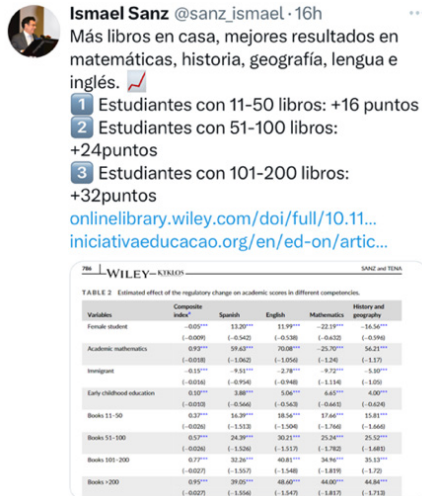 Ismael Sanz @sanz_ismael · 16h
Más libros en casa, mejores resultados en
matemáticas, historia, geografía, lengua e
inglés. 📈
1️⃣ Estudiantes con 11-50 libros: +16 puntos
2️⃣ Estudiantes con 51-100 libros:
+24puntos
3️⃣ Estudiantes con 101-200 libros:
+32puntos
onlinelibrary.wiley.com/doi/full/10.11...
iniciativaeducacao.org/en/ed-on/artic...
786 WILEY-KYKLOS SANZ and TENA
TABLE 2 Estimated effect of the regulatory change on academic scores in different competencies.
Variables Composite indexᵃ Spanish English Mathematics History and geography
Female student -0.05*** 13.20*** 11.99*** -22.19*** -16.56***
(-0.009) (-0.542) (-0.538) (-0.632) (-0.596)
Academic mathematics 0.93*** 59.63*** 70.08*** -25.70*** 56.21***
(-0.018) (-1.062) (-1.056) (-1.24) (-1.17)
Immigrant -0.15*** -9.51*** -2.78*** -9.72*** -5.10***
(-0.016) (-0.954) (-0.948) (-1.114) (-1.05)
Early childhood education 0.10*** 3.88*** 5.06*** 6.65*** 4.00***
(-0.010) (-0.566) (-0.563) (-0.661) (-0.624)
Books 11-50 0.37*** 16.39*** 18.56*** 17.66*** 15.81***
(-0.026) (-1.513) (-1.504) (-1.766) (-1.666)
Books 51-100 0.57*** 24.39*** 30.21*** 25.24*** 25.52***
(-0.026) (-1.526) (-1.517) (-1.782) (-1.681)
Books 101-200 0.77*** 32.26*** 40.81*** 34.96*** 35.13***
(-0.027) (-1.557) (-1.548) (-1.819) (-1.72)
Books >200 0.95*** 39.05*** 48.60*** 44.00*** 44.84***
(-0.027) (-1.556) (-1.547) (-1.817) (-1.713)